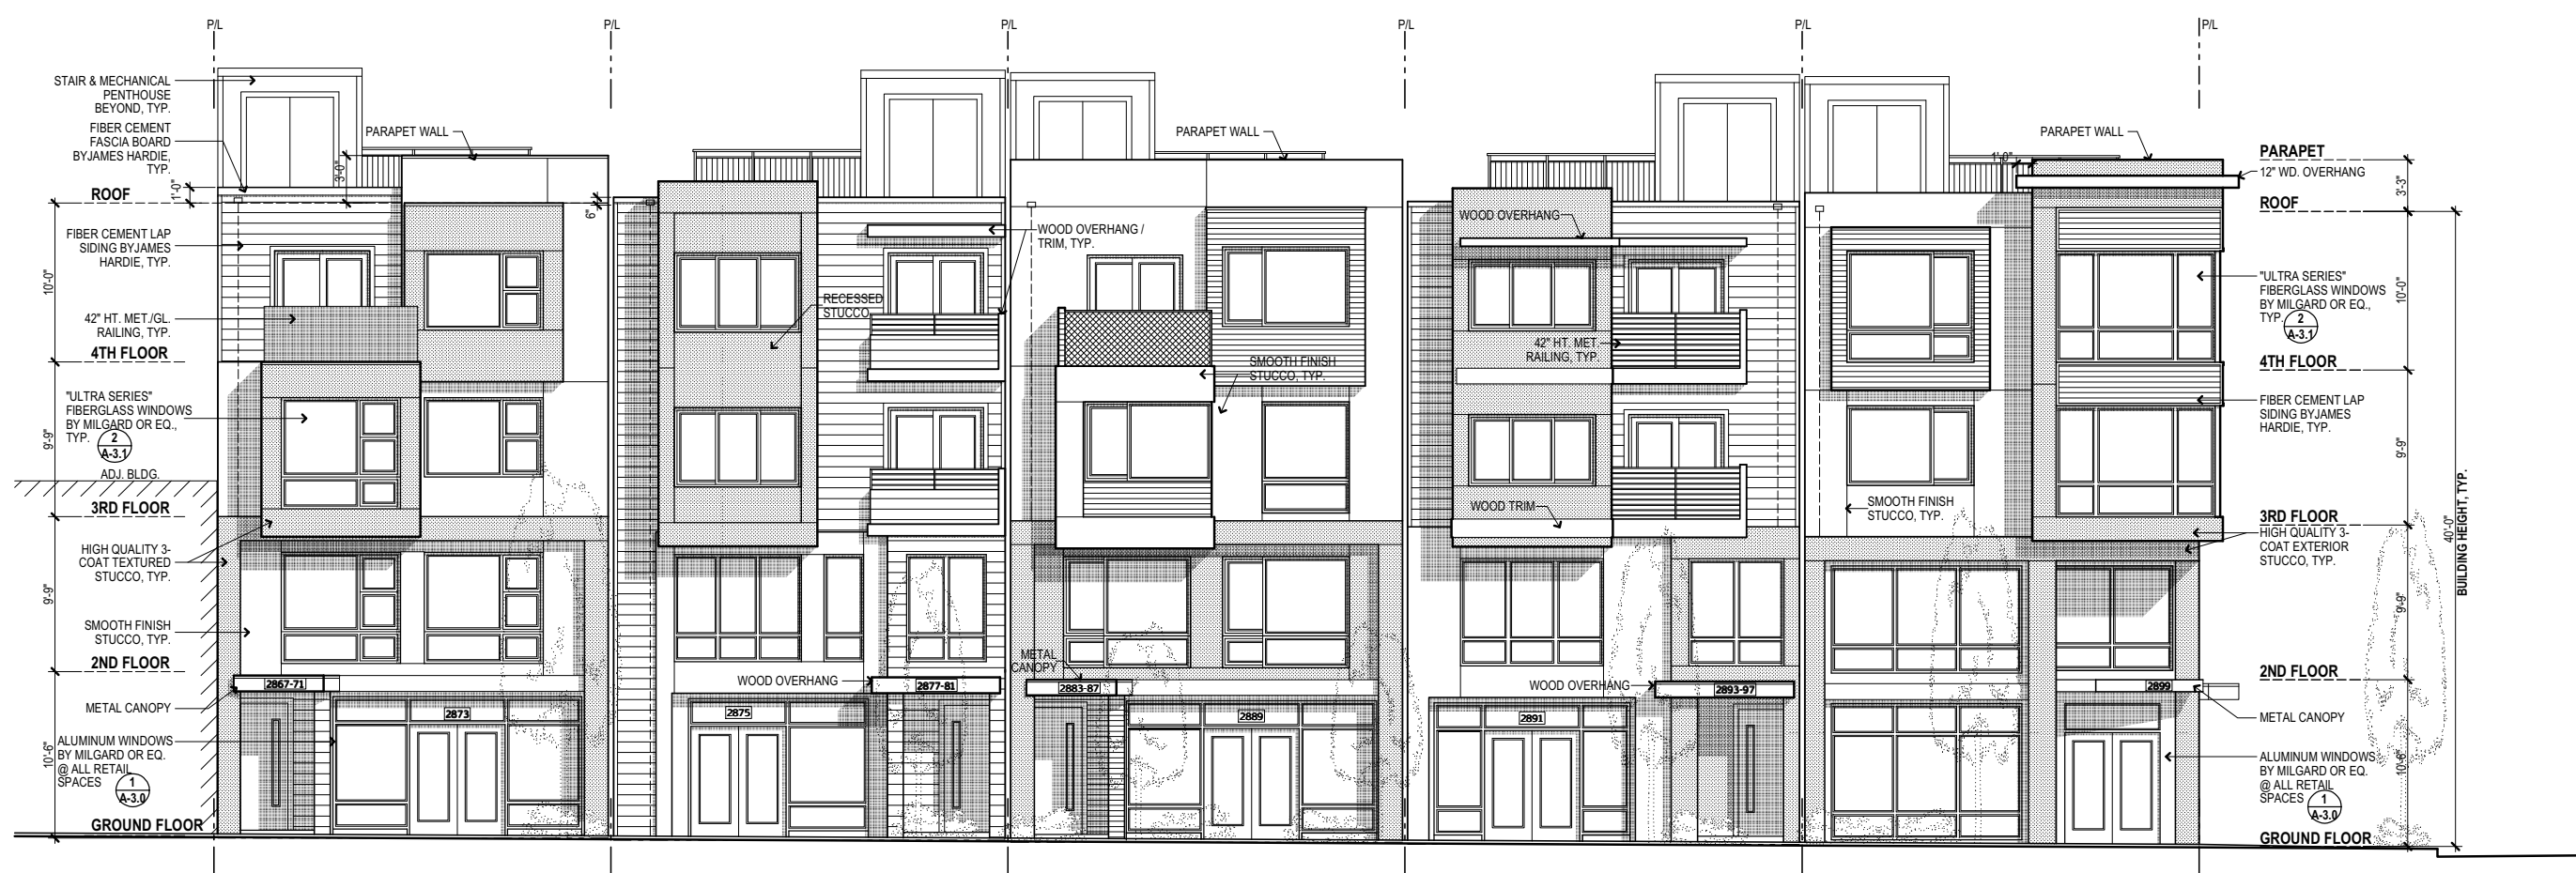 P/L
P/L
P/L
P/L
P/L
P/L
STAIR & MECHANICAL
PENTHOUSE
BEYOND, TYP.
FIBER CEMENT
FASCIA BOARD
BYJAMES HARDIE,
TYP.
PARAPET WALL
3'-0"
1'-0"
ROOF
FIBER CEMENT LAP
SIDING BYJAMES
HARDIE, TYP.
10'-0"
42" HT. MET./GL.
RAILING, TYP.
4TH FLOOR
"ULTRA SERIES"
FIBERGLASS WINDOWS
BY MILGARD OR EQ.,
TYP.
2
A-3.1
9'-9"
ADJ. BLDG.
3RD FLOOR
HIGH QUALITY 3-
COAT TEXTURED
STUCCO, TYP.
9'-9"
SMOOTH FINISH
STUCCO, TYP.
2ND FLOOR
METAL CANOPY
ALUMINUM WINDOWS
BY MILGARD OR EQ.
@ ALL RETAIL
SPACES
1
A-3.0
10'-6"
GROUND FLOOR
2867-71
2873
6"
RECESSED
STUCCO
WOOD OVERHANG
2877-81
2875
PARAPET WALL
WOOD OVERHANG /
TRIM, TYP.
SMOOTH FINISH
STUCCO, TYP.
METAL
CANOPY
2883-87
2889
WOOD OVERHANG
42" HT. MET.
RAILING, TYP.
WOOD TRIM
WOOD OVERHANG
2893-97
2891
PARAPET WALL
1'-0"
SMOOTH FINISH
STUCCO, TYP.
2899
PARAPET
12" WD. OVERHANG
3'-3"
ROOF
"ULTRA SERIES"
FIBERGLASS WINDOWS
BY MILGARD OR EQ.,
TYP.
2
A-3.1
10'-0"
4TH FLOOR
FIBER CEMENT LAP
SIDING BYJAMES
HARDIE, TYP.
9'-9"
3RD FLOOR
HIGH QUALITY 3-
COAT EXTERIOR
STUCCO, TYP.
9'-9"
40'-0"
BUILDING HEIGHT, TYP.
2ND FLOOR
METAL CANOPY
ALUMINUM WINDOWS
BY MILGARD OR EQ.
@ ALL RETAIL
SPACES
1
A-3.0
10'-6"
GROUND FLOOR